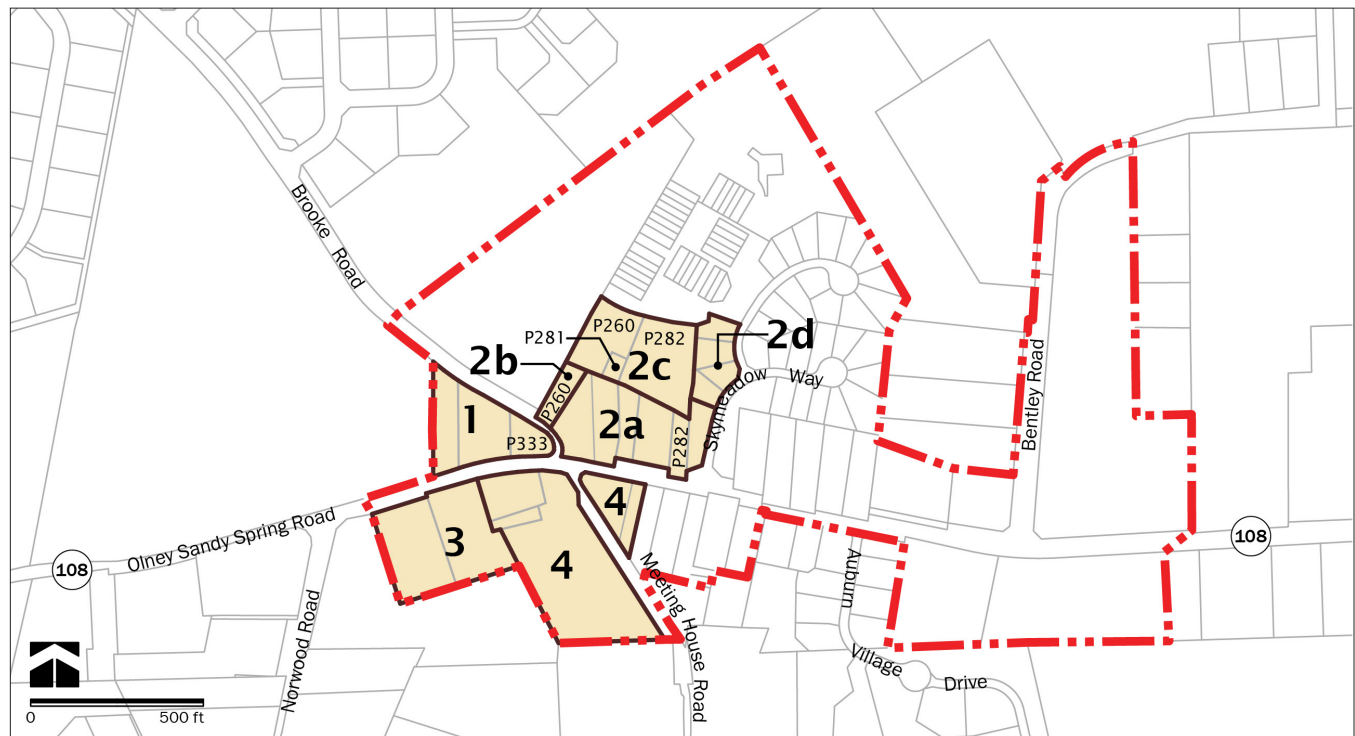 Brooke Road
P260
P281
P282
2d
2b
2c
Skymeadow Way
P260
1
2a
P333
P282
Bentley Road
4
Olney Sandy Spring Road
3
108
108
4
Meeting House Road
Auburn Village Drive
Norwood Road
0
500 ft